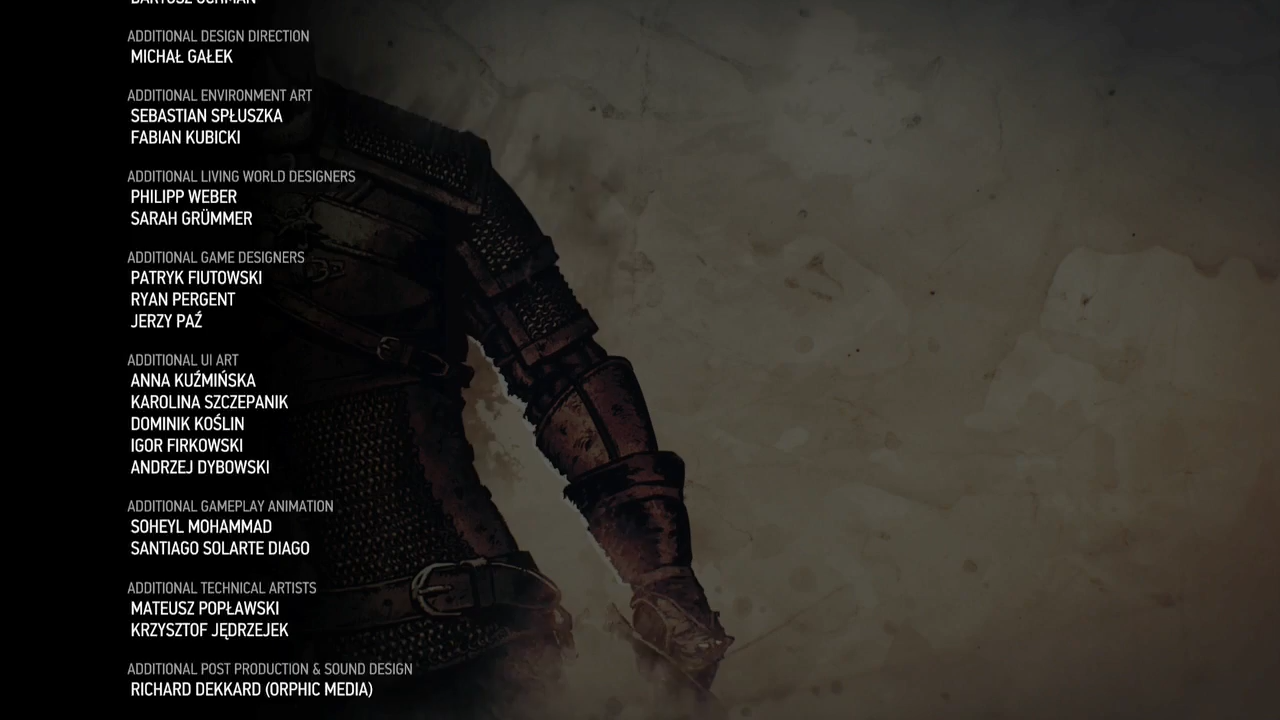 ADDITIONAL DESIGN DIRECTION
MICHAŁ GAŁEK
ADDITIONAL ENVIRONMENT ART
SEBASTIAN SPŁUSZKA
FABIAN KUBICKI
ADDITIONAL LIVING WORLD DESIGNERS
PHILIPP WEBER
SARAH GRÜMMER
ADDITIONAL GAME DESIGNERS
PATRYK FIUTOWSKI
RYAN PERGENT
JERZY PAŹ
ADDITIONAL UI ART
ANNA KUŹMIŃSKA
KAROLINA SZCZEPANIK
DOMINIK KOŚLIN
IGOR FIRKOWSKI
ANDRZEJ DYBOWSKI
ADDITIONAL GAMEPLAY ANIMATION
SOHEYL MOHAMMAD
SANTIAGO SOLARTE DIAGO
ADDITIONAL TECHNICAL ARTISTS
MATEUSZ POPŁAWSKI
KRZYSZTOF JĘDRZEJEK
ADDITIONAL POST PRODUCTION & SOUND DESIGN
RICHARD DEKKARD (ORPHIC MEDIA)